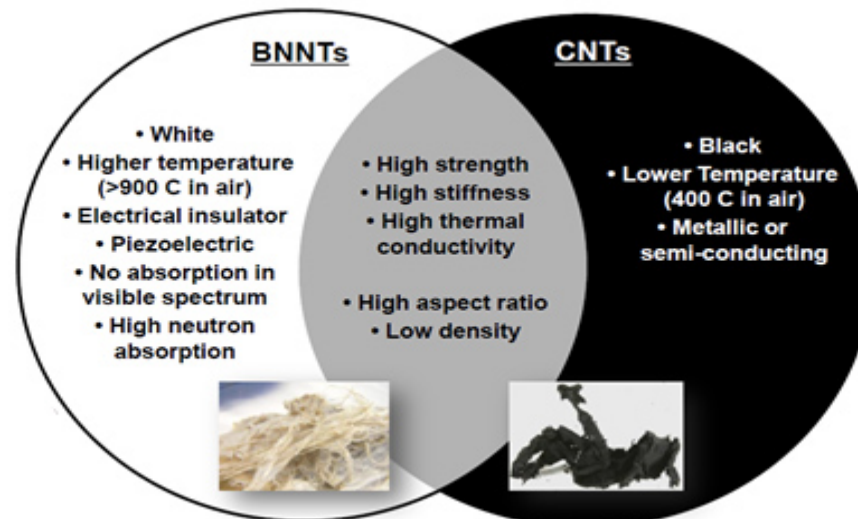 BNNTs
• White
• Higher temperature
(>900 C in air)
• Electrical insulator
• Piezoelectric
• No absorption in
visible spectrum
• High neutron
absorption
• High strength
• High stiffness
• High thermal
conductivity
• High aspect ratio
• Low density
CNTs
• Black
• Lower Temperature
(400 C in air)
• Metallic or
semi-conducting